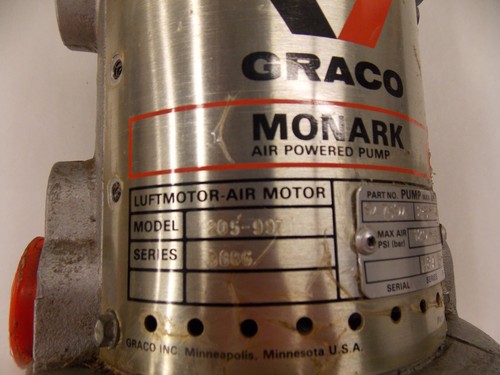 GRACO
MONARK
AIR POWERED PUMP
LUFTMOTOR-AIR MOTOR
MODEL 205-997
SERIES
PART NO. PUMP
MAX AIR
PSI (bar)
SERIAL
GRACO INC. Minneapolis, Minnesota U.S.A.